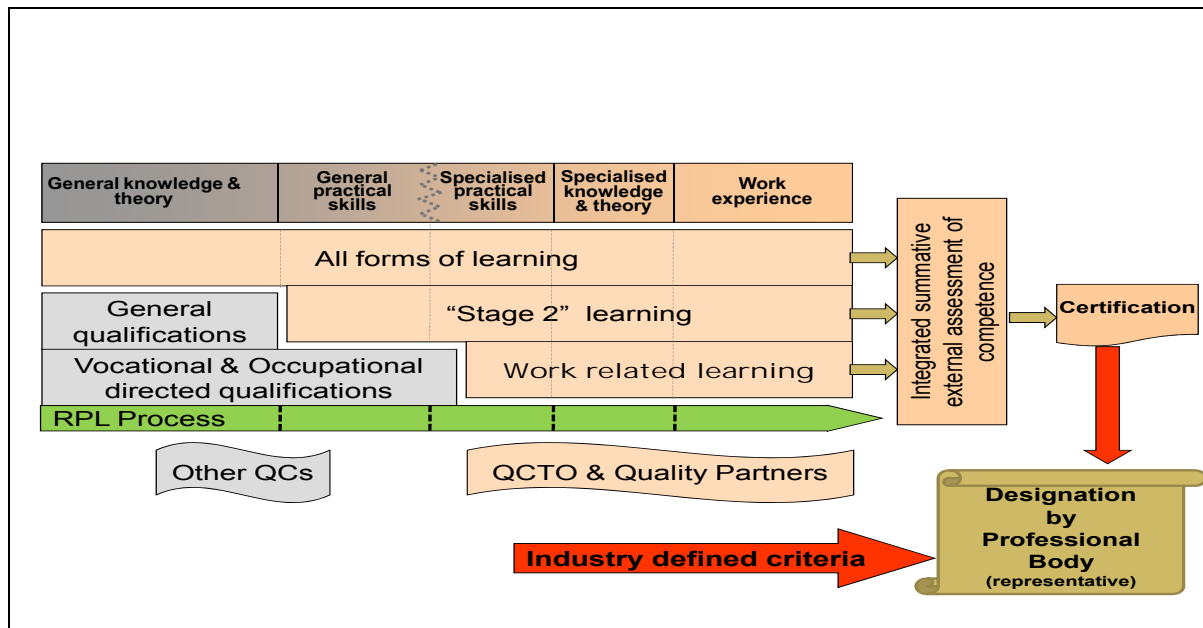 General knowledge &
theory
General
practical
skills
Specialised
practical
skills
Specialised
knowledge
& theory
Work
experience
All forms of learning
General
qualifications
“Stage 2” learning
Vocational & Occupational
directed qualifications
Work related learning
RPL Process
Other QCs
QCTO & Quality Partners
Integrated summative
external assessment of
competence
Certification
Industry defined criteria
Designation
by
Professional
Body
(representative)